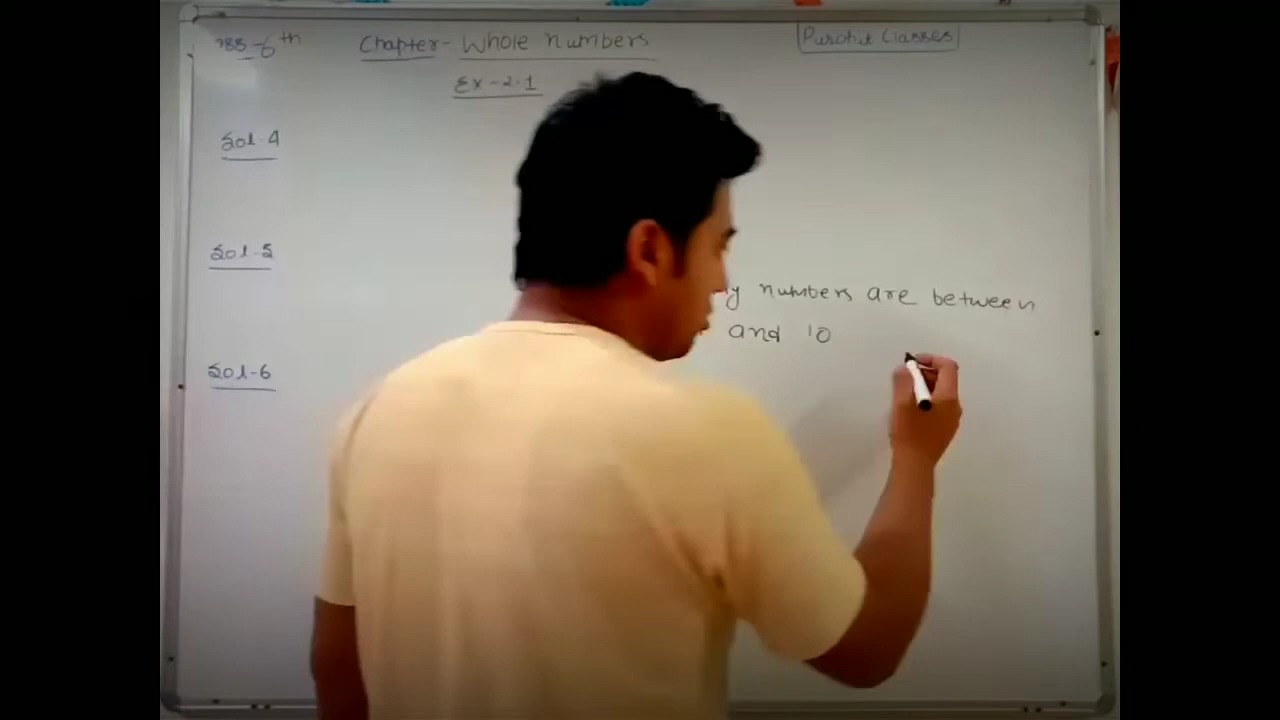 6th
Chapter- Whole numbers
Purohit Classes
Ex-2.1
Sol-4
Sol-5
numbers are between
and 10
Sol-6